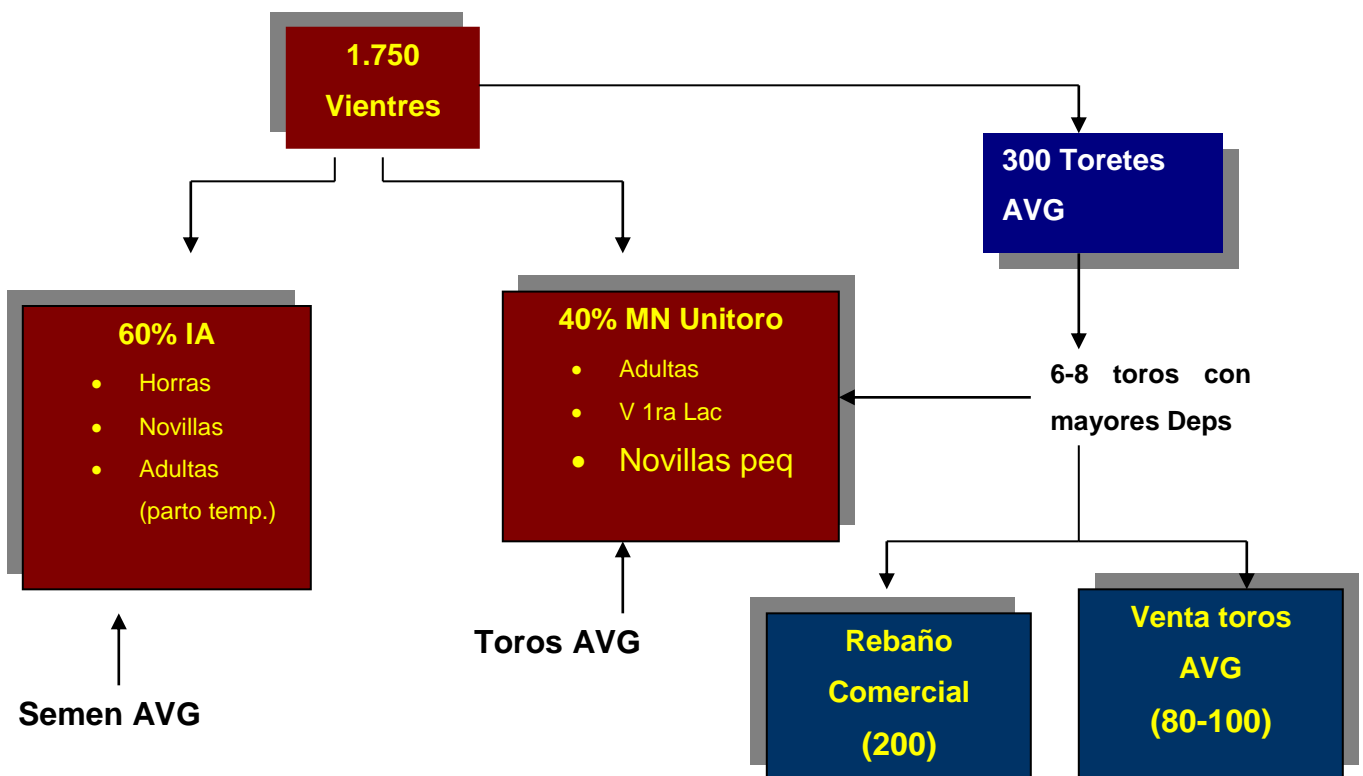 1.750
Vientres
300 Toretes
AVG
60% IA
• Horras
• Novillas
• Adultas
(parto temp.)
40% MN Unitoro
• Adultas
• V 1ra Lac
• Novillas peq
6-8 toros con
mayores Deps
Semen AVG
Toros AVG
Rebaño
Comercial
(200)
Venta toros
AVG
(80-100)